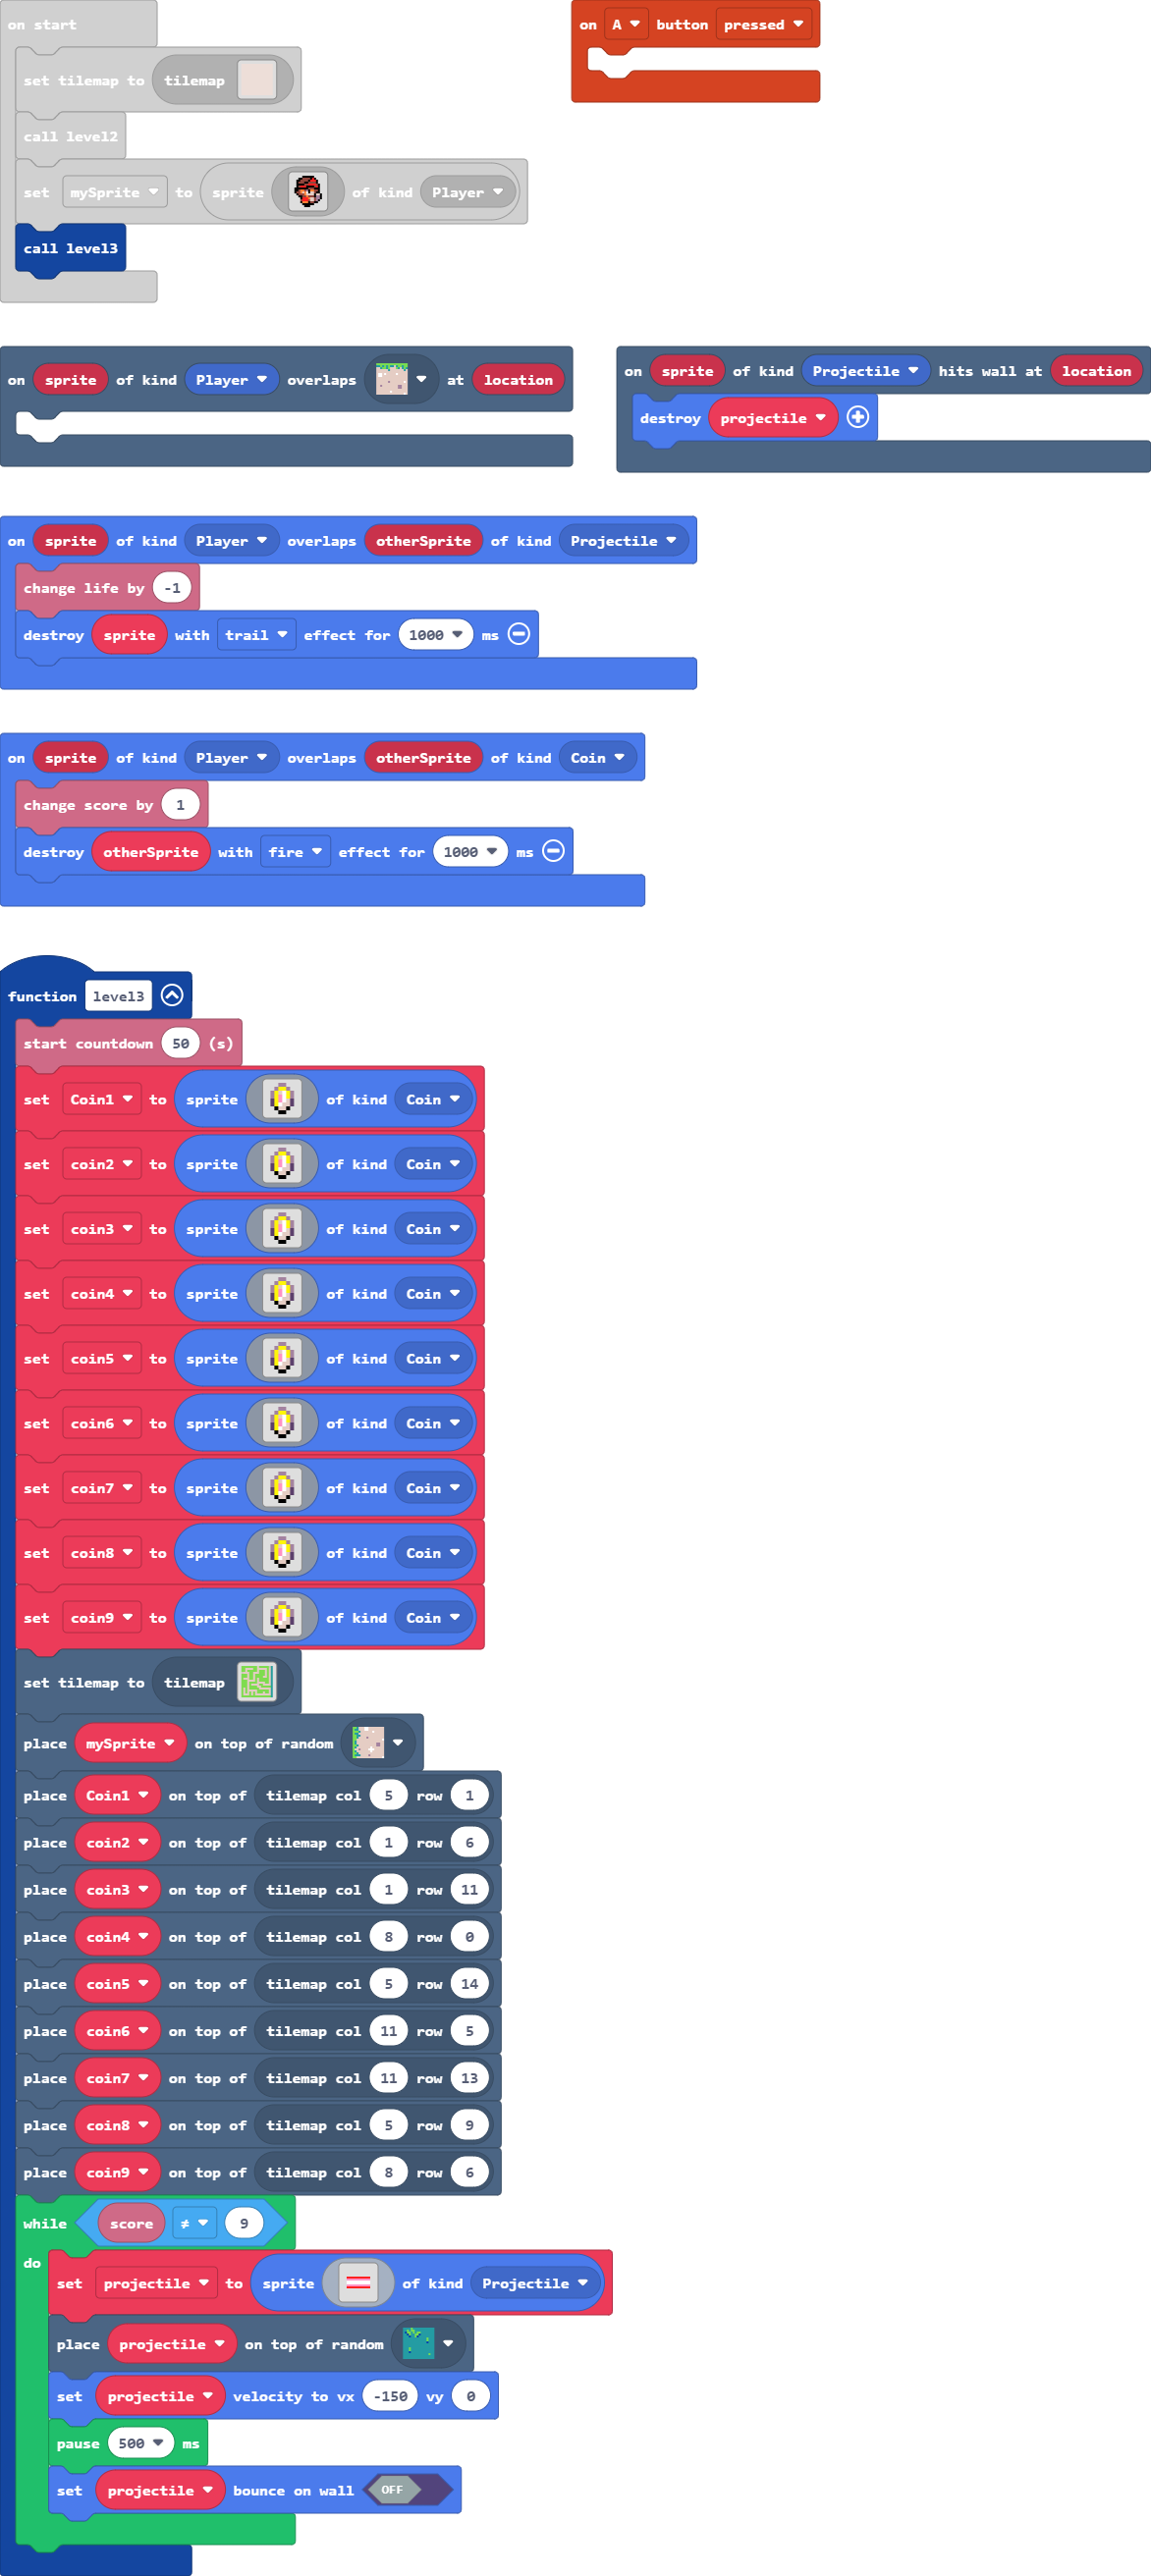 on start
set tilemap to tilemap
call level2
set mySprite to sprite of kind Player
call level3
on A button pressed
on sprite of kind Player overlaps at location
on sprite of kind Projectile hits wall at location
destroy projectile
on sprite of kind Player overlaps otherSprite of kind Projectile
change life by -1
destroy sprite with trail effect for 1000 ms
on sprite of kind Player overlaps otherSprite of kind Coin
change score by 1
destroy otherSprite with fire effect for 1000 ms
function level3
start countdown 50 (s)
set Coin1 to sprite of kind Coin
set coin2 to sprite of kind Coin
set coin3 to sprite of kind Coin
set coin4 to sprite of kind Coin
set coin5 to sprite of kind Coin
set coin6 to sprite of kind Coin
set coin7 to sprite of kind Coin
set coin8 to sprite of kind Coin
set coin9 to sprite of kind Coin
set tilemap to tilemap
place mySprite on top of random
place Coin1 on top of tilemap col 5 row 1
place coin2 on top of tilemap col 1 row 6
place coin3 on top of tilemap col 1 row 11
place coin4 on top of tilemap col 8 row 0
place coin5 on top of tilemap col 5 row 14
place coin6 on top of tilemap col 11 row 5
place coin7 on top of tilemap col 11 row 13
place coin8 on top of tilemap col 5 row 9
place coin9 on top of tilemap col 8 row 6
while score ≠ 9
do
set projectile to sprite of kind Projectile
place projectile on top of random
set projectile velocity to vx -150 vy 0
pause 500 ms
set projectile bounce on wall OFF